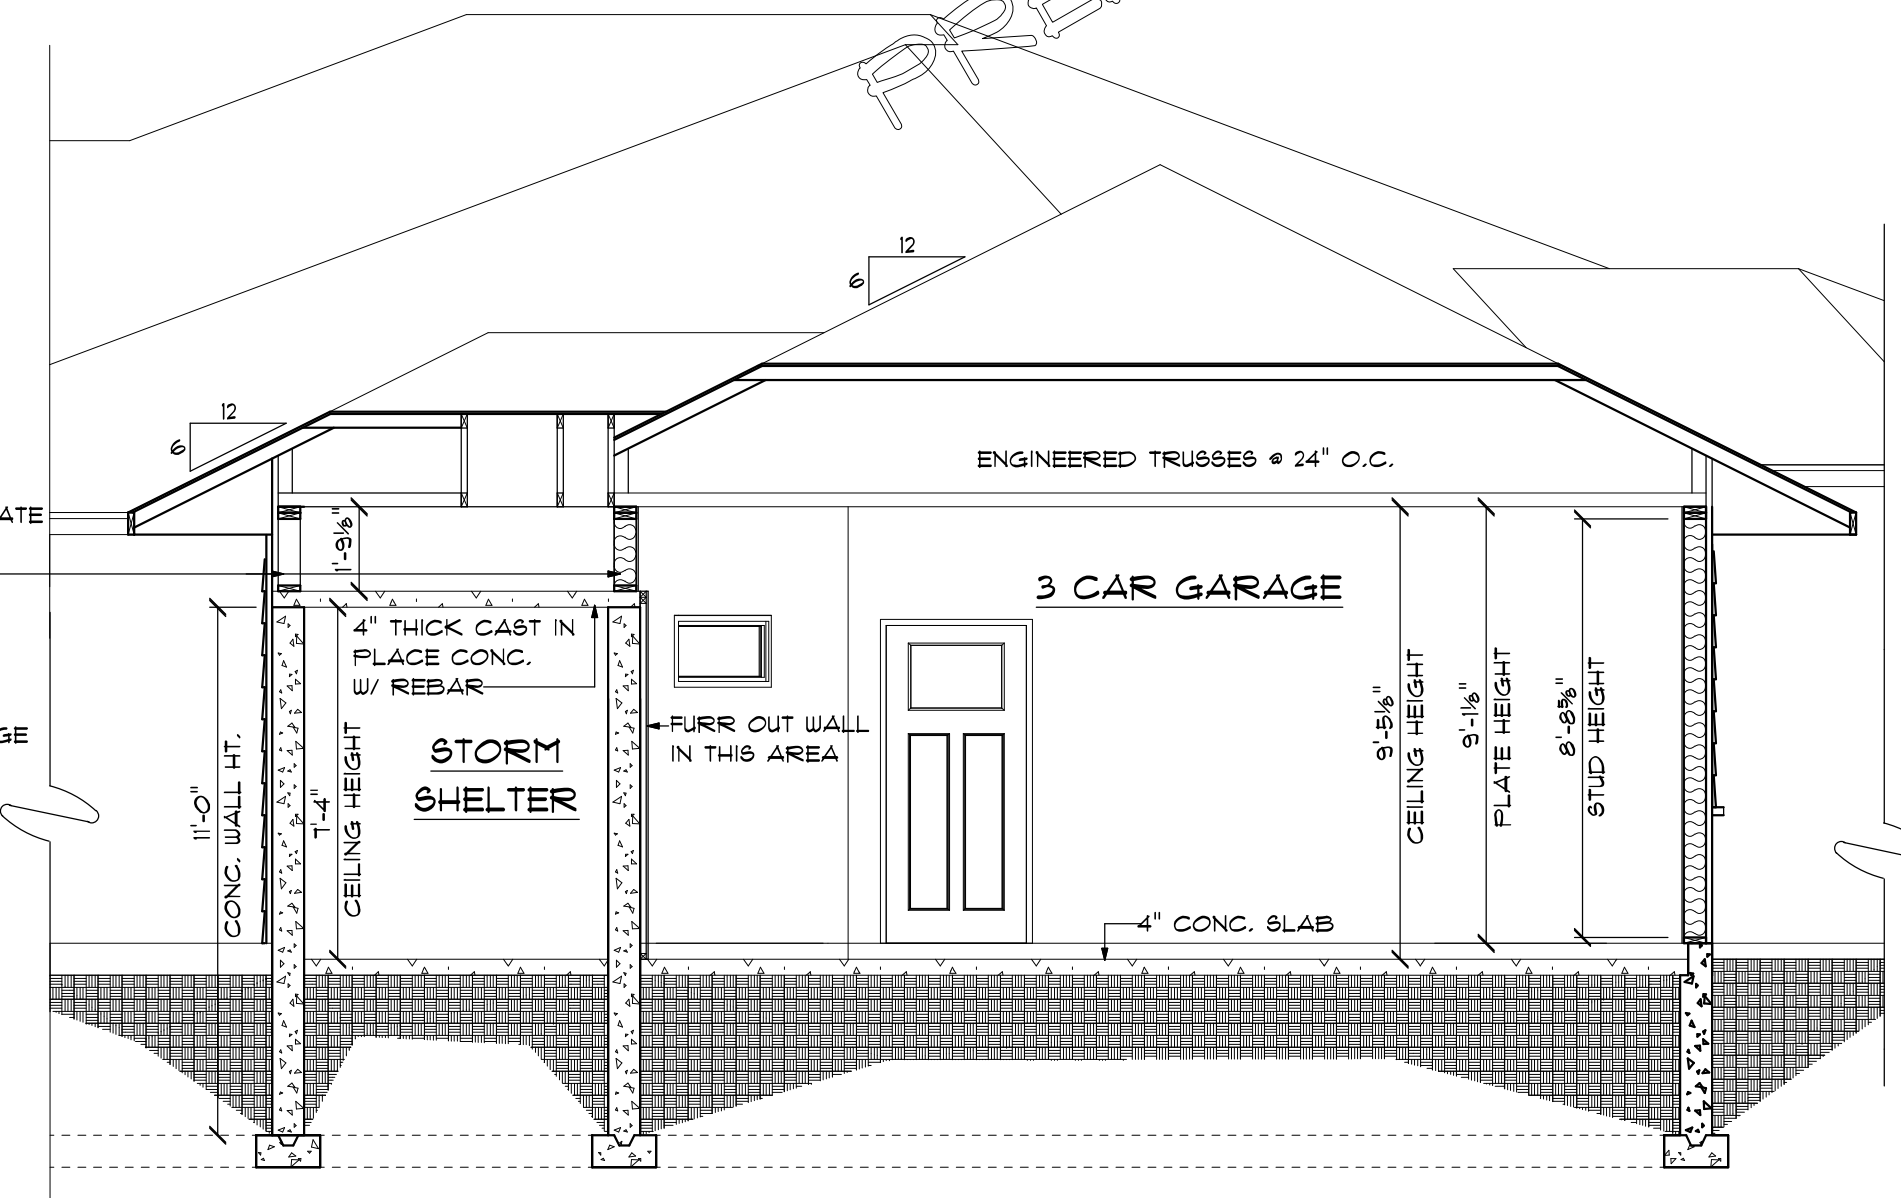 12
6
12
6
ATE
ENGINEERED TRUSSES @ 24" O.C.
1'-9⅛"
3 CAR GARAGE
4" THICK CAST IN
PLACE CONC.
W/ REBAR
FURR OUT WALL
IN THIS AREA
STORM
SHELTER
GE
11'-0"
CONC. WALL HT.
7'-4"
CEILING HEIGHT
9'-5⅛"
CEILING HEIGHT
9'-1⅛"
PLATE HEIGHT
8'-8⅝"
STUD HEIGHT
4" CONC. SLAB